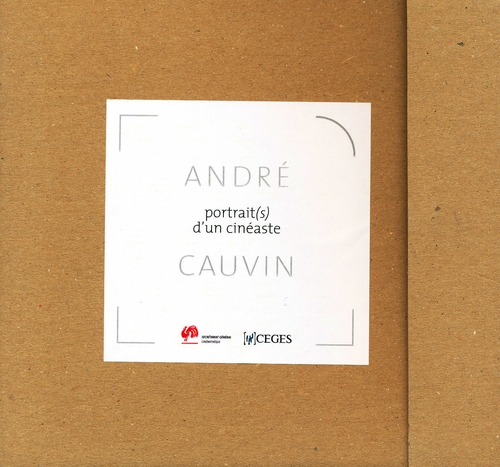 ANDRÉ
portrait(s)
d'un cinéaste
CAUVIN
CEGES